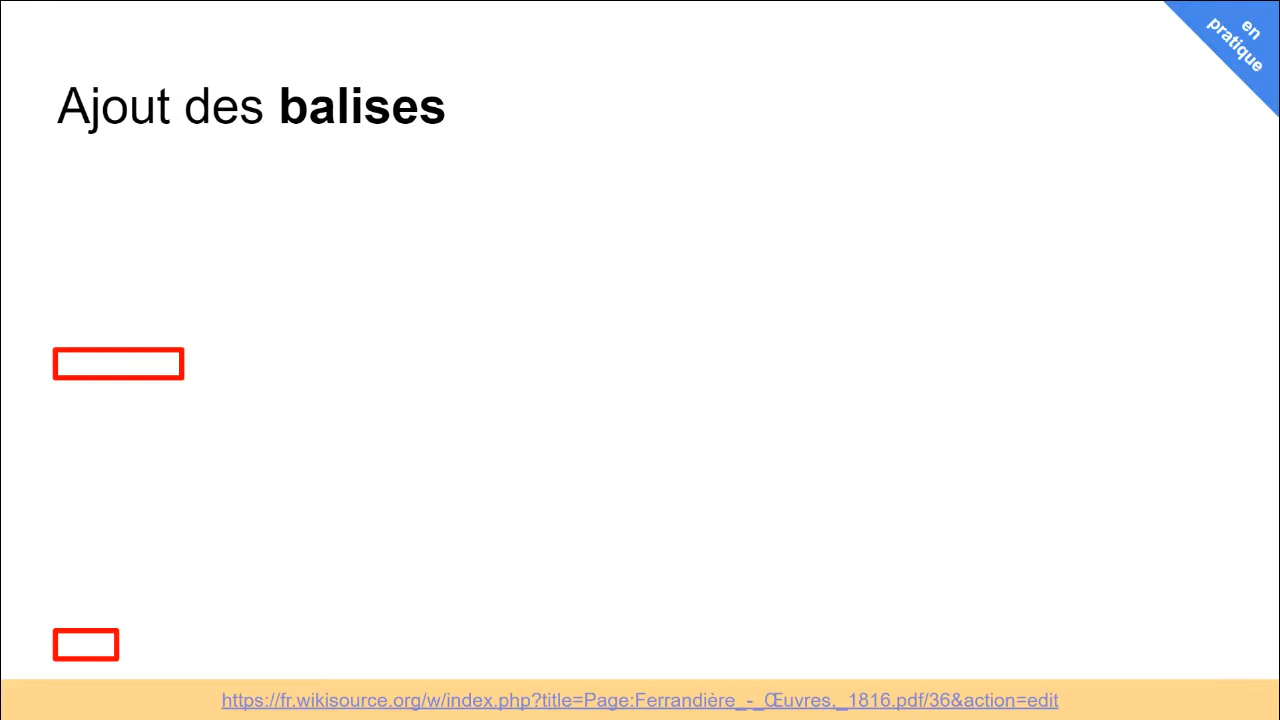 en
pratique
Ajout des balises
https://fr.wikisource.org/w/index.php?title=Page:Ferrandière_-_Œuvres,_1816.pdf/36&action=edit